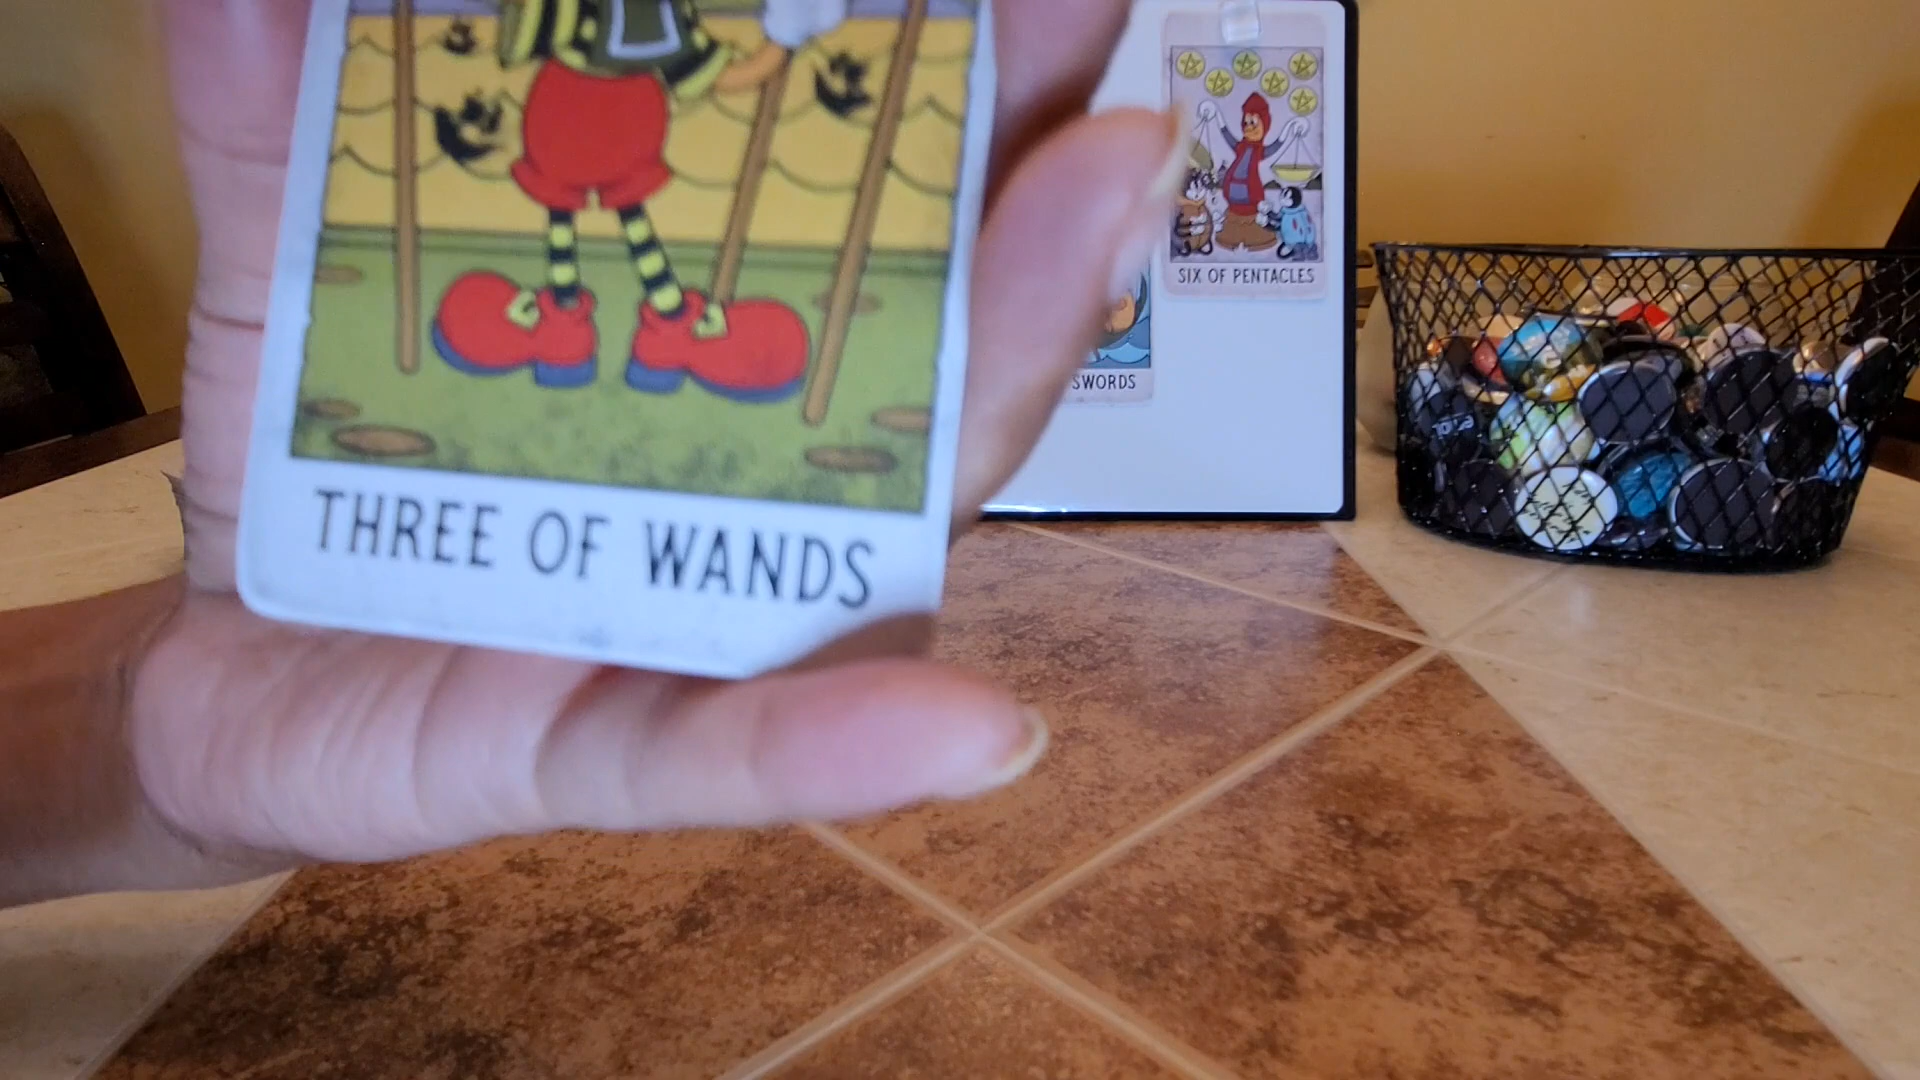 THREE OF WANDS
SIX OF PENTACLES
SWORDS